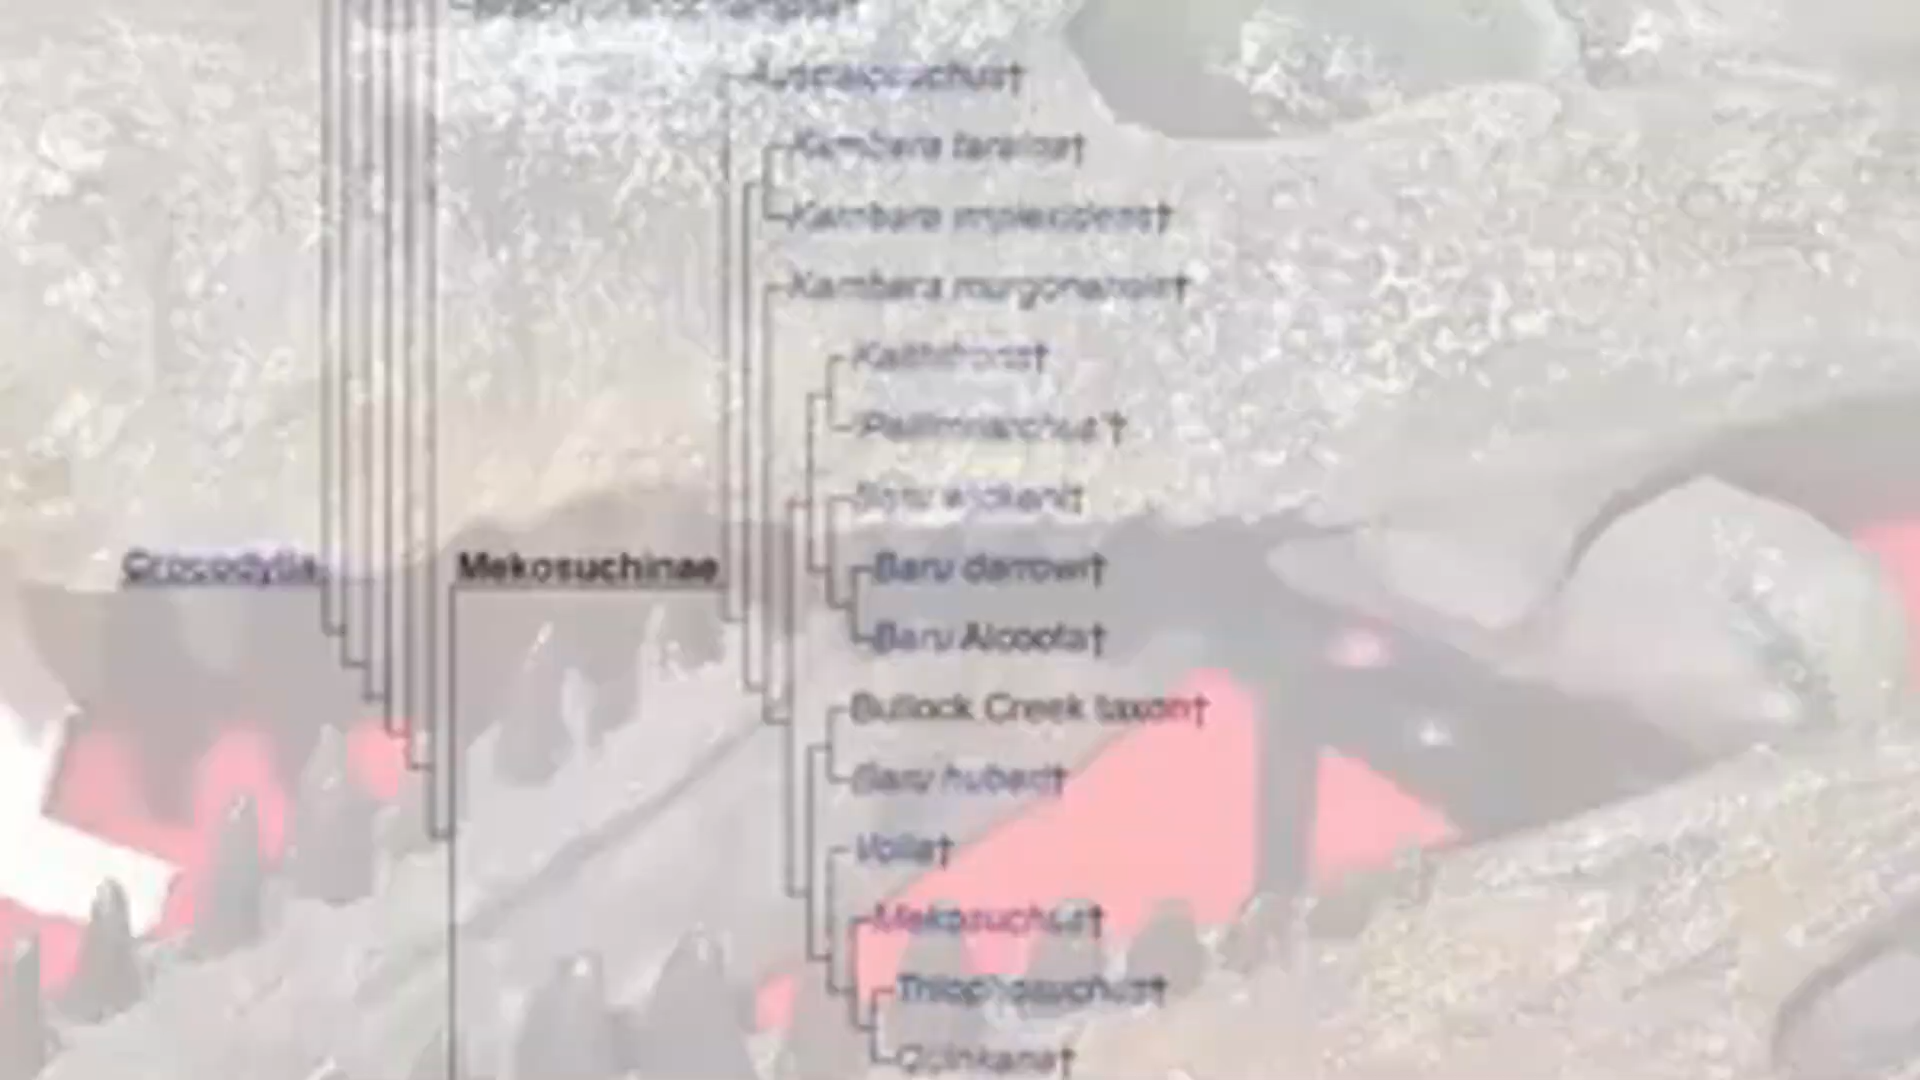 Australosuchus†
Kambara taraina†
Kambara implexidens†
Kambara murgonensis†
Kalthifrons†
'Pallimnarchus'†
Baru wickeni†
Crocodylia
Mekosuchinae
Baru darrowi†
Baru Alcoota†
Bullock Creek taxon†
Baru huberi†
Volia†
Mekosuchus†
Trilophosuchus†
Quinkana†